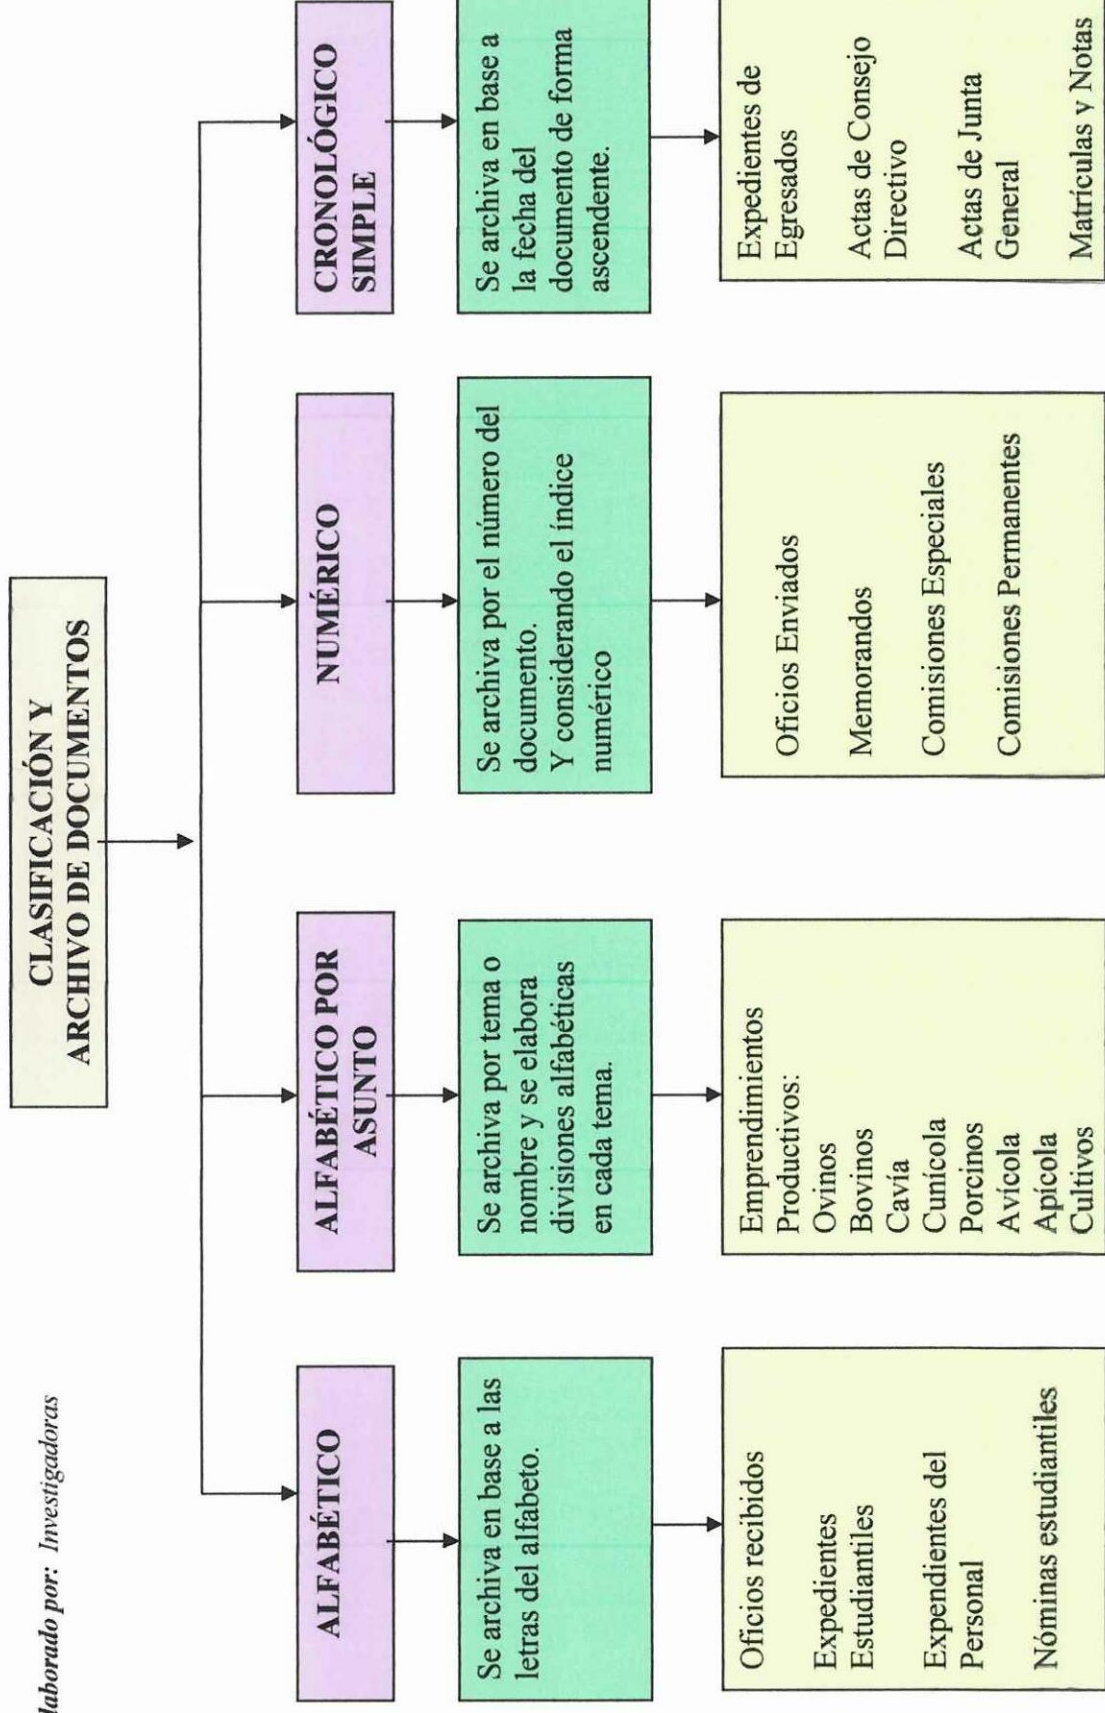 laborado por: Investigadoras
CLASIFICACIÓN Y
ARCHIVO DE DOCUMENTOS
ALFABÉTICO
Se archiva en base a las
letras del alfabeto.
Oficios recibidos
Expedientes
Estudiantiles
Expendientes del
Personal
Nóminas estudiantiles
ALFABÉTICO POR
ASUNTO
Se archiva por tema o
nombre y se elabora
divisiones alfabéticas
en cada tema.
Emprendimientos
Productivos:
Ovinos
Bovinos
Cavía
Cunícola
Porcinos
Avícola
Apícola
Cultivos
NUMÉRICO
Se archiva por el número del
documento.
Y considerando el índice
numérico
Oficios Enviados
Memorandos
Comisiones Especiales
Comisiones Permanentes
CRONOLÓGICO
SIMPLE
Se archiva en base a
la fecha del
documento de forma
ascendente.
Expedientes de
Egresados
Actas de Consejo
Directivo
Actas de Junta
General
Matrículas y Notas